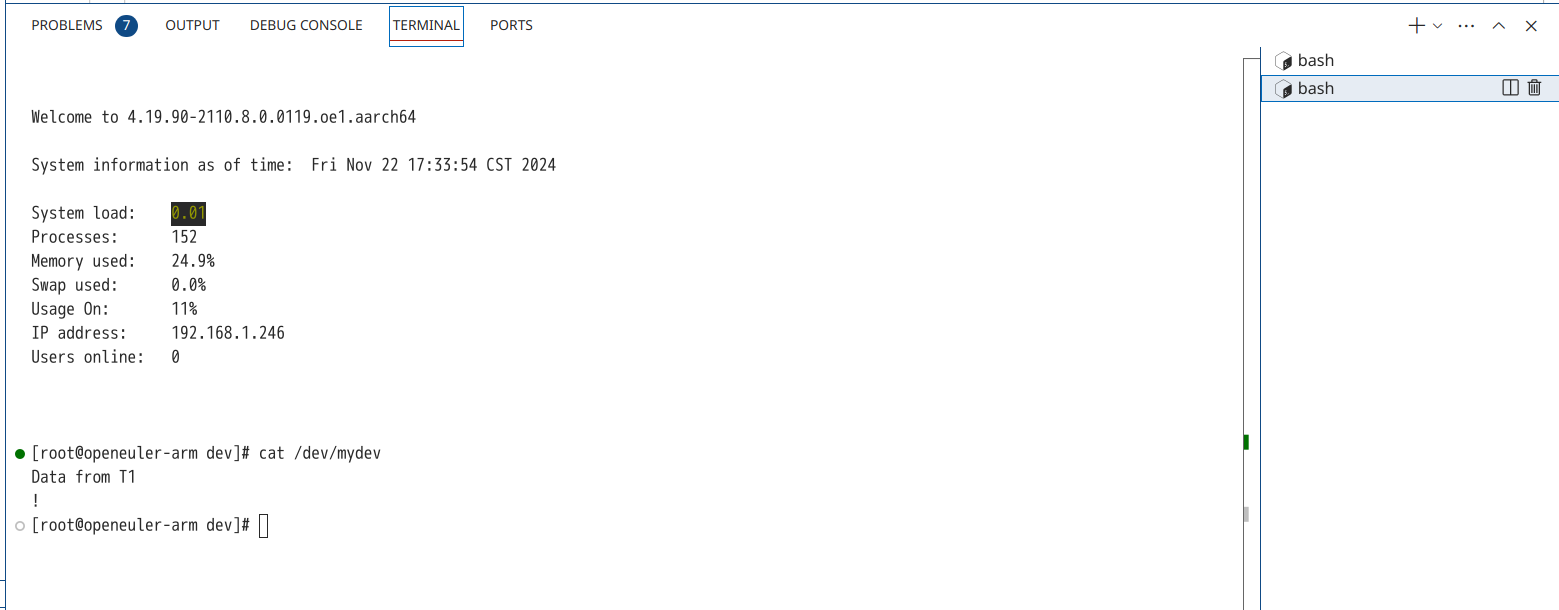 PROBLEMS 7 OUTPUT DEBUG CONSOLE TERMINAL PORTS
bash
bash
Welcome to 4.19.90-2110.8.0.0119.oe1.aarch64
System information as of time:  Fri Nov 22 17:33:54 CST 2024
System load:    0.01
Processes:      152
Memory used:    24.9%
Swap used:      0.0%
Usage On:       11%
IP address:     192.168.1.246
Users online:   0
[root@openeuler-arm dev]# cat /dev/mydev
Data from T1
!
[root@openeuler-arm dev]#